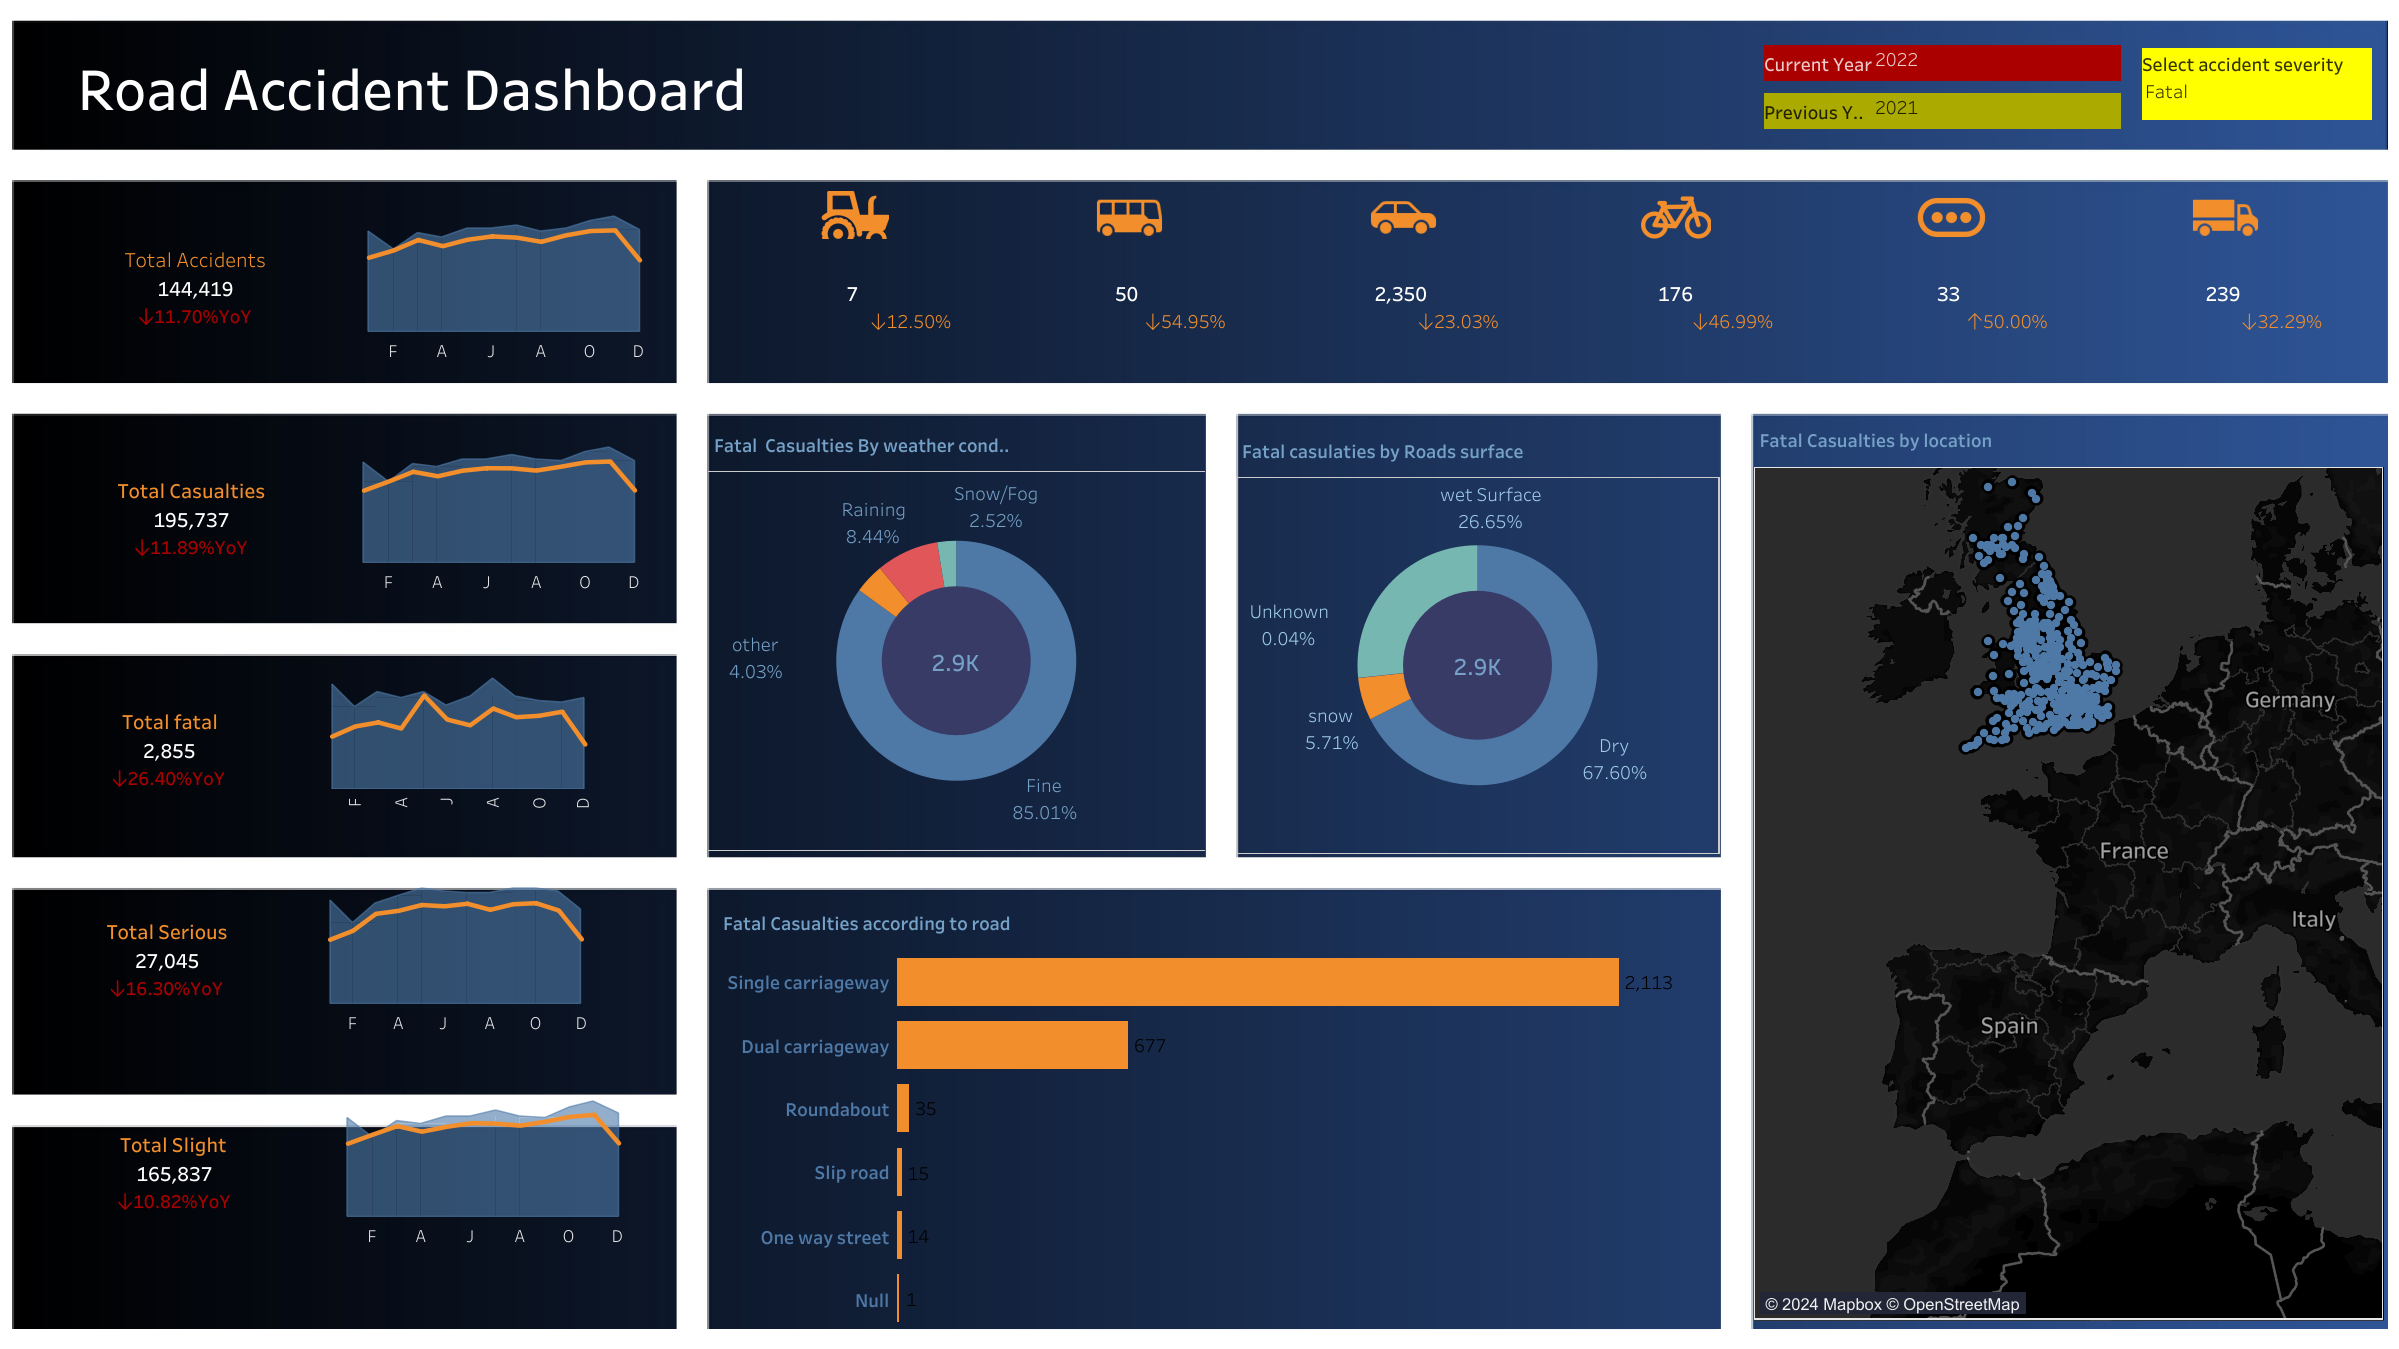 Road Accident Dashboard
Current Year 2022
Previous Y.. 2021
Select accident severity
Fatal
Total Accidents
144,419
↓11.70%YoY
F A J A O D
7 50 2,350 176 33 239
↓12.50% ↓54.95% ↓23.03% ↓46.99% ↑50.00% ↓32.29%
Total Casualties
195,737
↓11.89%YoY
F A J A O D
Total fatal
2,855
↓26.40%YoY
F A J A O D
Total Serious
27,045
↓16.30%YoY
F A J A O D
Total Slight
165,837
↓10.82%YoY
F A J A O D
Fatal  Casualties By weather cond..
Snow/Fog
2.52%
Raining
8.44%
other
4.03%
2.9K
Fine
85.01%
Fatal casulaties by Roads surface
wet Surface
26.65%
Unknown
0.04%
2.9K
snow
5.71%
Dry
67.60%
Fatal Casualties according to road
Single carriageway 2,113
Dual carriageway 677
Roundabout 35
Slip road 15
One way street 14
Null 1
Fatal Casualties by location
Germany
France
Italy
Spain
© 2024 Mapbox © OpenStreetMap